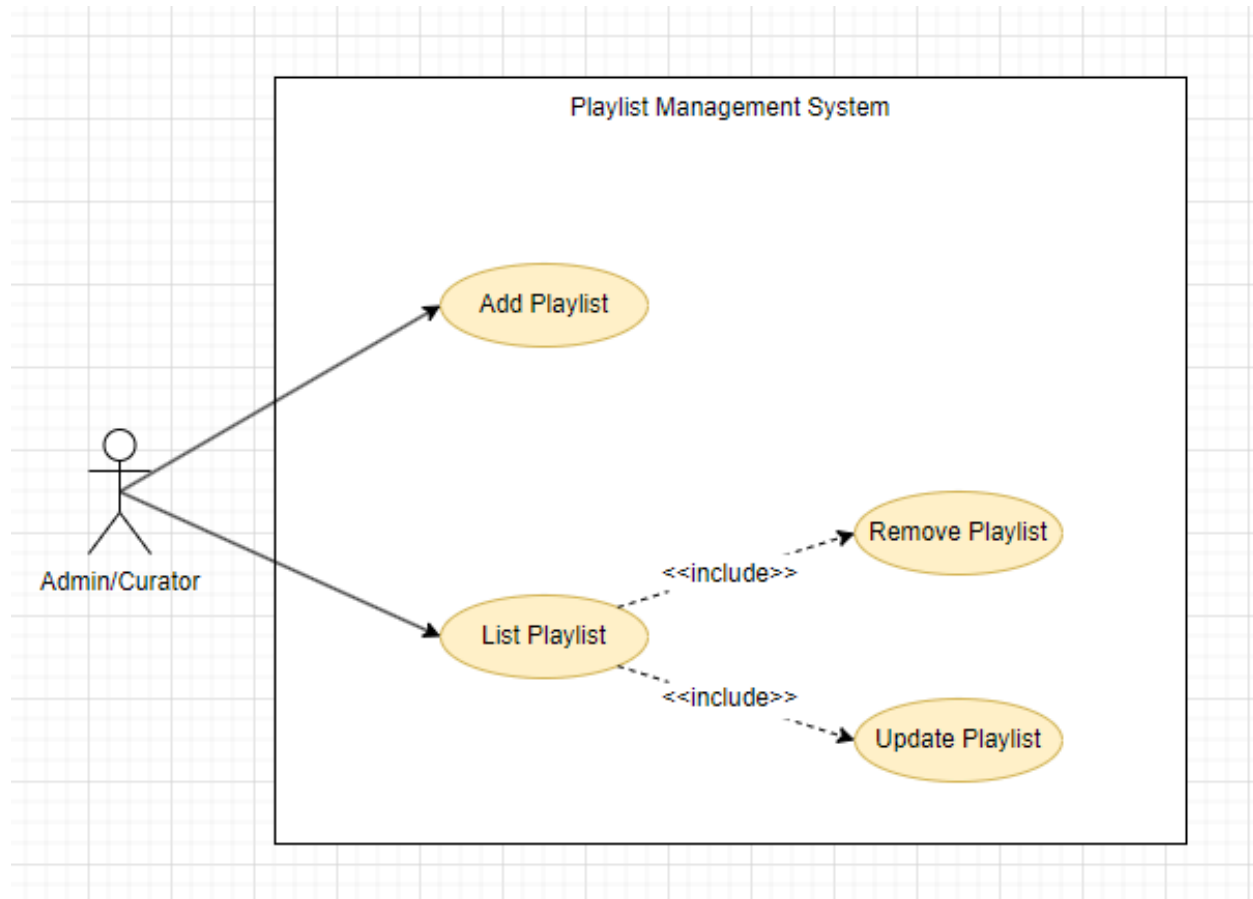 Playlist Management System
Add Playlist
Admin/Curator
Remove Playlist
<<include>>
List Playlist
<<include>>
Update Playlist